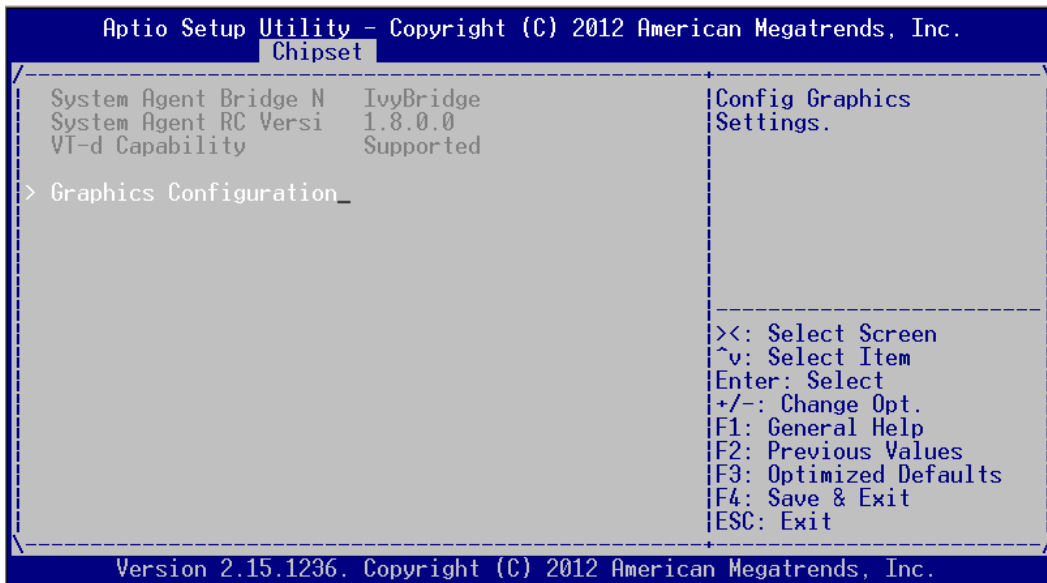 Aptio Setup Utility - Copyright (C) 2012 American Megatrends, Inc.
Chipset
System Agent Bridge N IvyBridge
System Agent RC Versi 1.8.0.0
VT-d Capability Supported
> Graphics Configuration_
Config Graphics
Settings.
><: Select Screen
^v: Select Item
Enter: Select
+/-: Change Opt.
F1: General Help
F2: Previous Values
F3: Optimized Defaults
F4: Save & Exit
ESC: Exit
Version 2.15.1236. Copyright (C) 2012 American Megatrends, Inc.